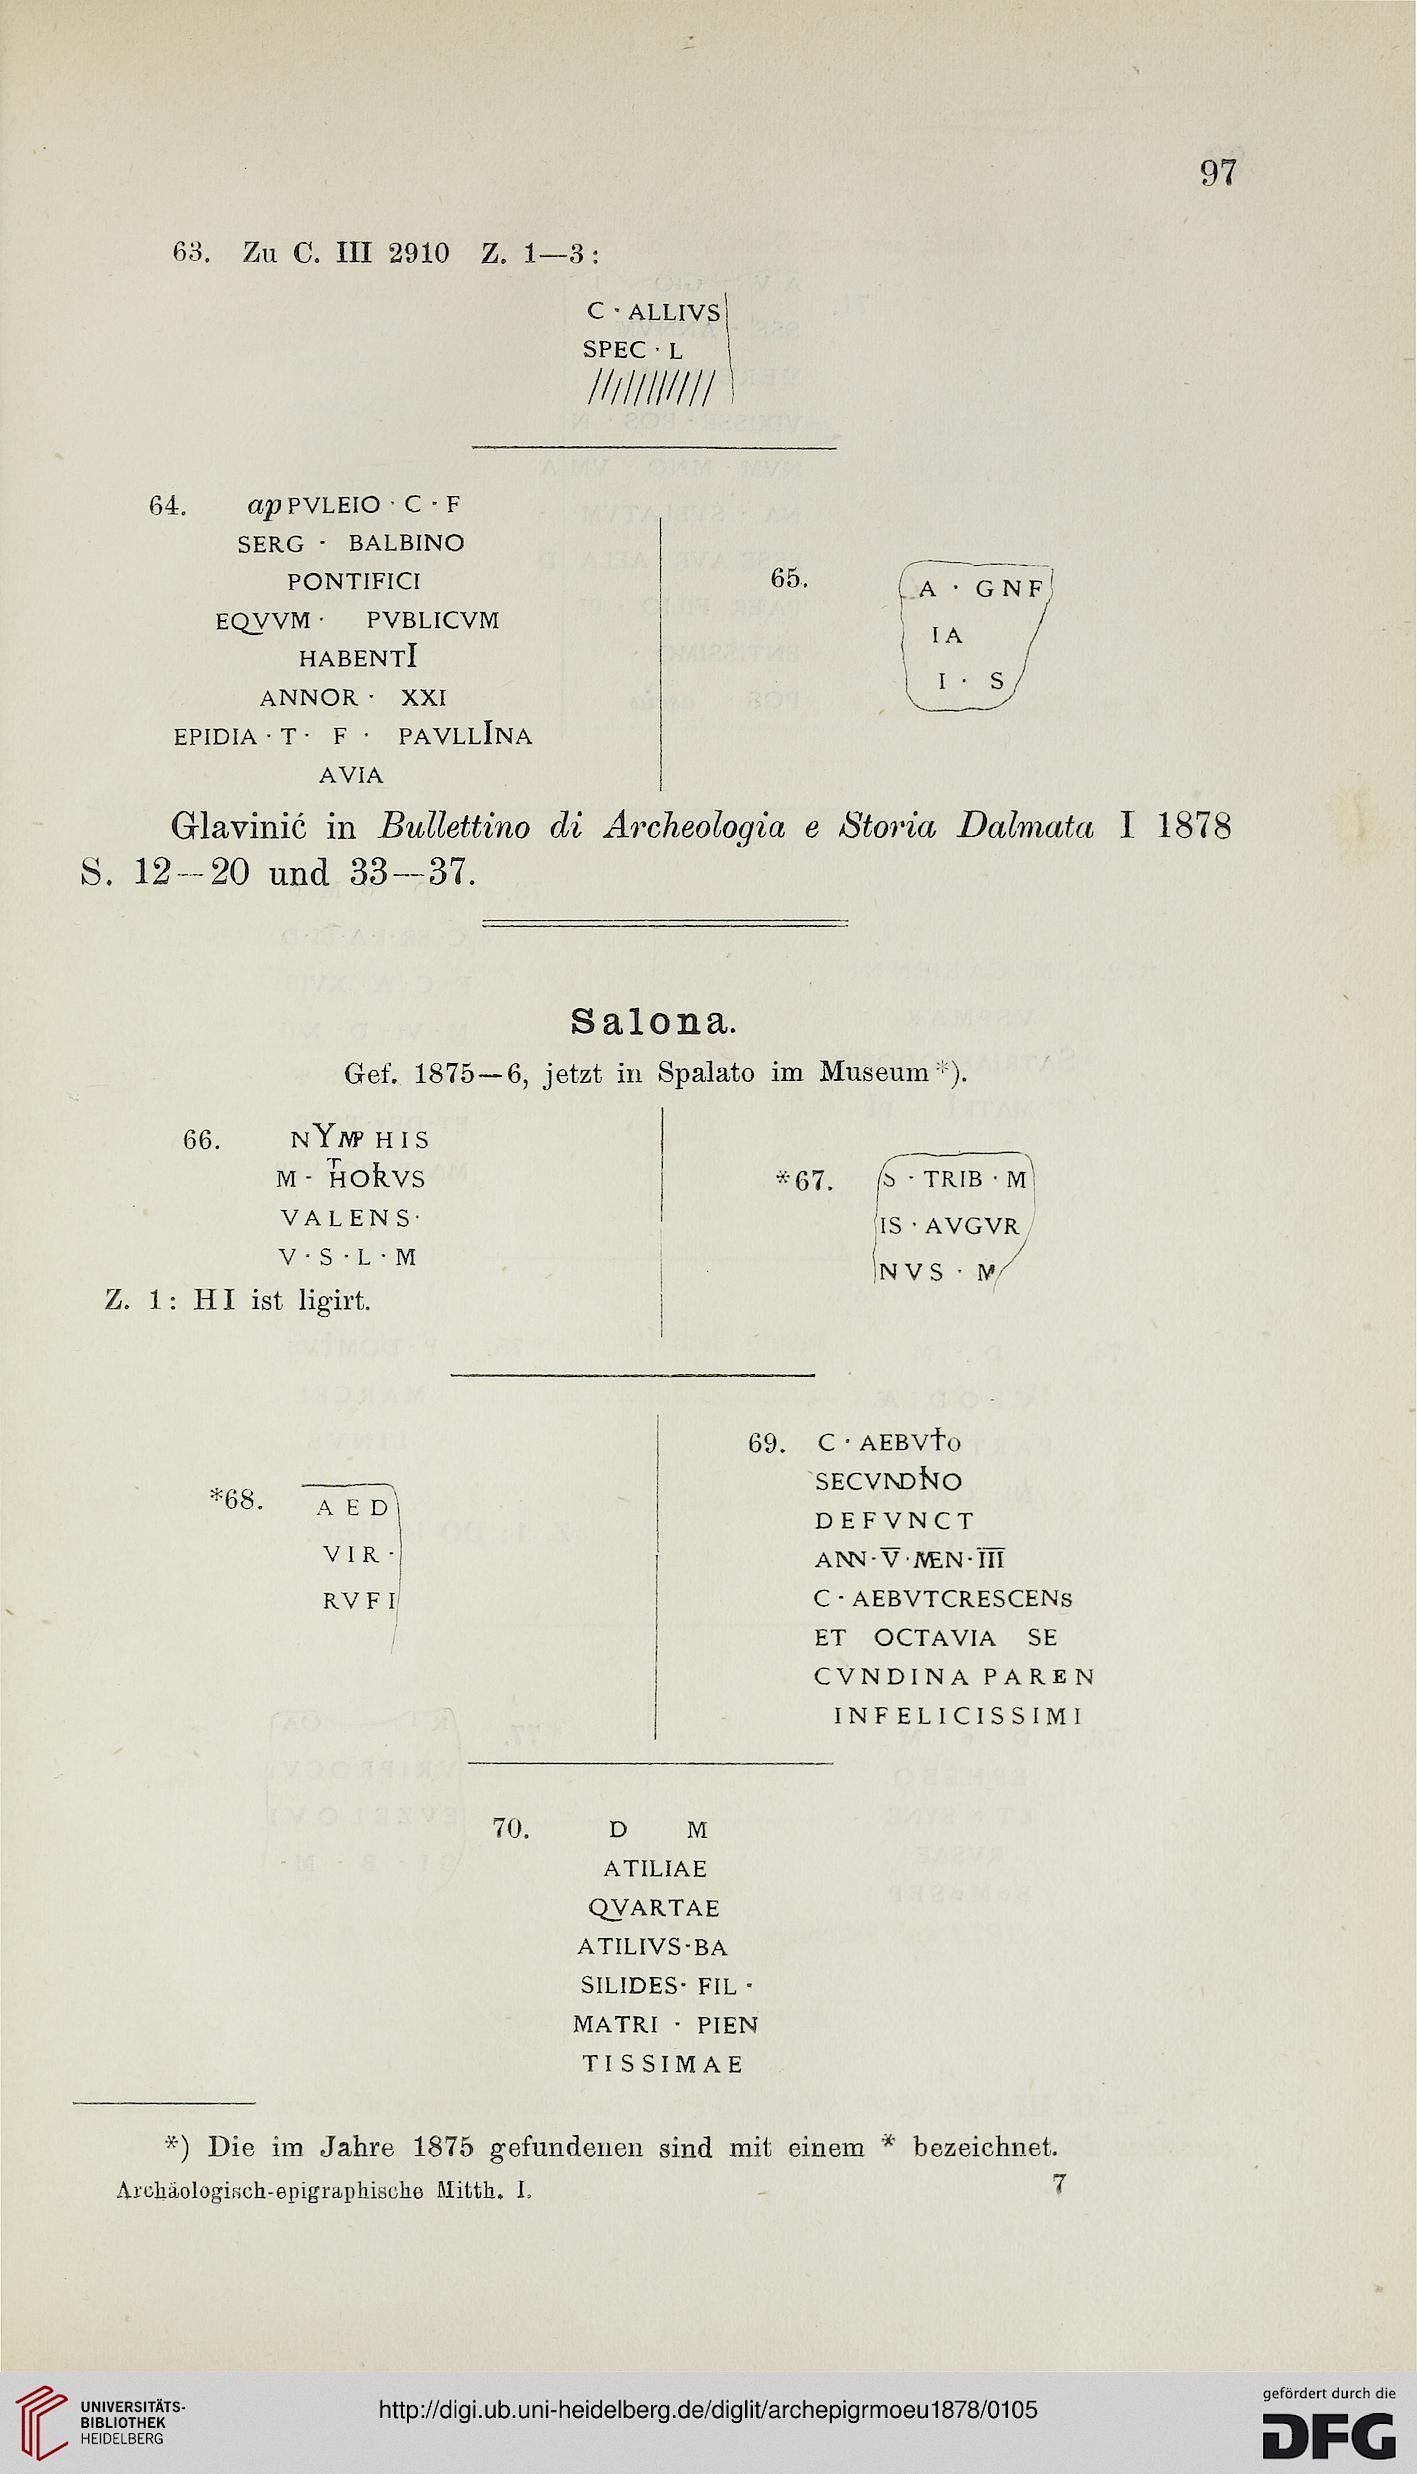 97
63. Zu C. III 2910 Z. 1—3:
C · ALLIVS
SPEC · L
64. apPVLEIO · C · F
SERG · BALBINO
PONTIFICI
EQVVM · PVBLICVM
HABENTI
ANNOR · XXI
EPIDIA · T · F · PAVLLINA
AVIA
65. A · GNF
IA
I · S
Glavinić in Bullettino di Archeologia e Storia Dalmata I 1878
S. 12—20 und 33—37.
Salona.
Gef. 1875—6, jetzt in Spalato im Museum*).
66. NYMPHIS
M · THORVS
VALENS ·
V · S · L · M
Z. 1: HI ist ligirt.
*67. S · TRIB · M
IS · AVGVR
NVS · M
*68. AED
VIR ·
RVFI
69. C · AEBVTO
SECVNDINO
DEFVNCT
ANN · V · MEN · III
C · AEBVTCRESCENS
ET OCTAVIA SE
CVNDINA PAREN
INFELICISSIMI
70. D M
ATILIAE
QVARTAE
ATILIVS · BA
SILIDES · FIL ·
MATRI · PIEN
TISSIMAE
*) Die im Jahre 1875 gefundenen sind mit einem * bezeichnet.
Archäologisch-epigraphische Mitth. I. 7
UNIVERSITÄTS-
BIBLIOTHEK
HEIDELBERG
http://digi.ub.uni-heidelberg.de/diglit/archepigrmoeu1878/0105
gefördert durch die
DFG